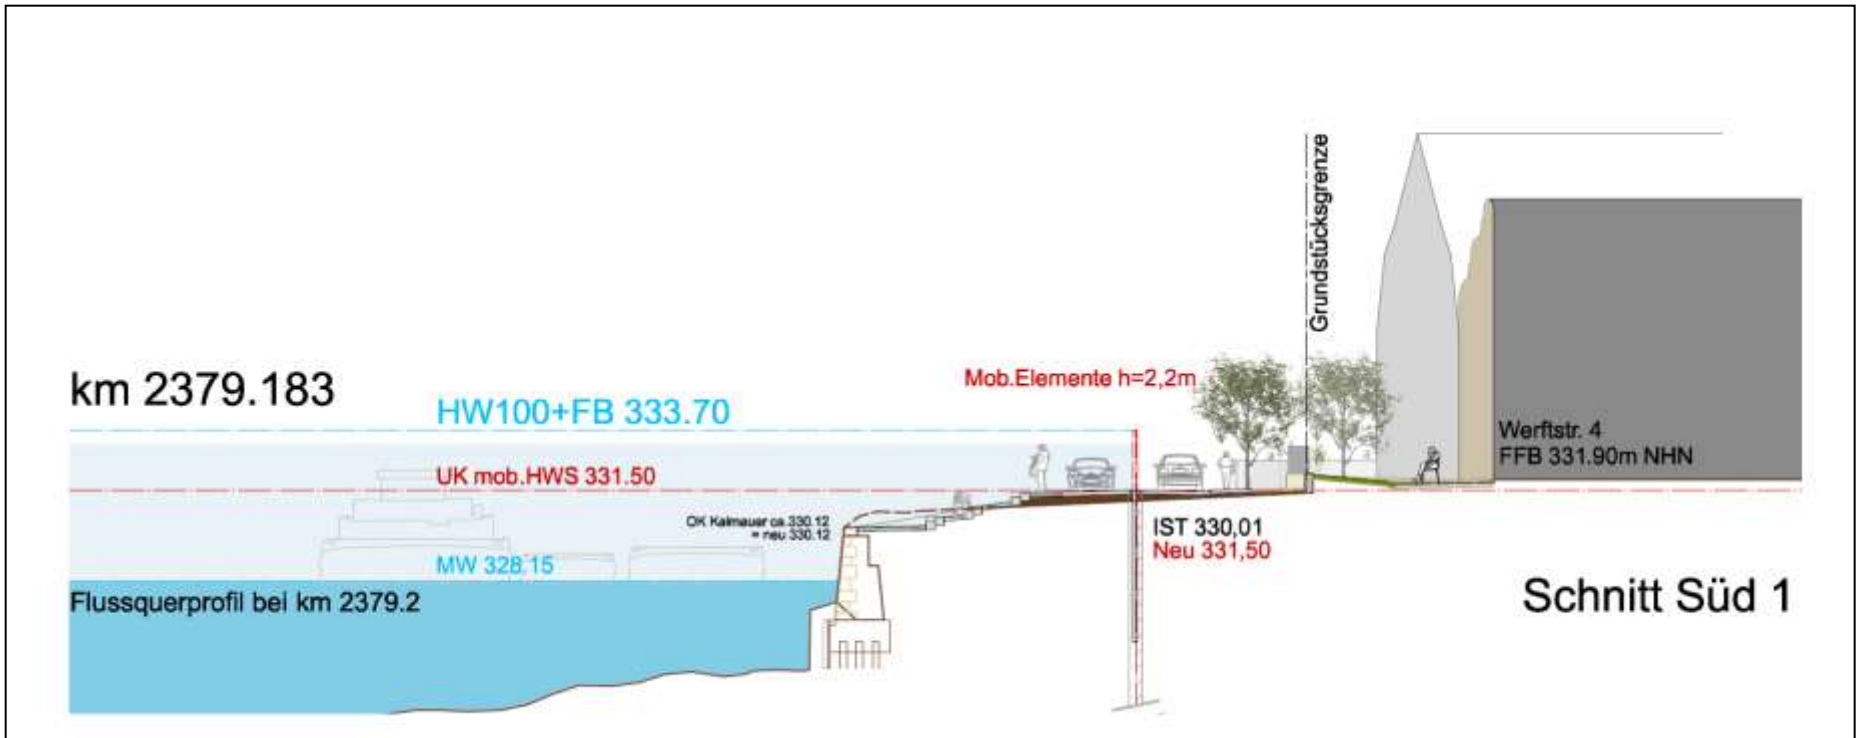 Grundstücksgrenze
km 2379.183
Mob.Elemente h=2,2m
HW100+FB 333.70
Werftstr. 4
FFB 331.90m NHN
UK mob.HWS 331.50
OK Kaimauer ca.330.12
= neu 330.12
IST 330,01
Neu 331,50
MW 328.15
Flussquerprofil bei km 2379.2
Schnitt Süd 1